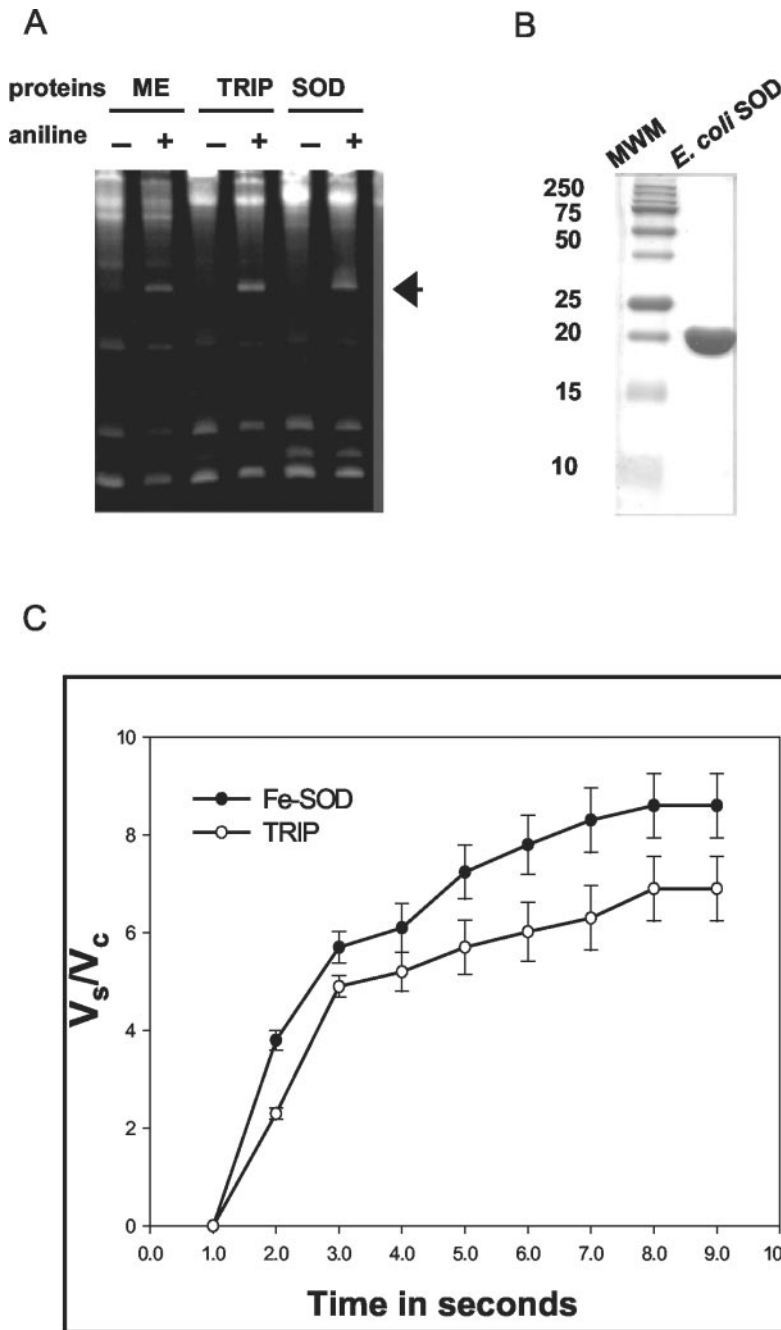 A
proteins ME TRIP SOD
aniline – + – + – +
B
MWM E. coli SOD
250
75
50
25
20
15
10
C
10
8
6
4
2
0
Vs/Vc
Fe-SOD
TRIP
0.0 1.0 2.0 3.0 4.0 5.0 6.0 7.0 8.0 9.0 10
Time in seconds